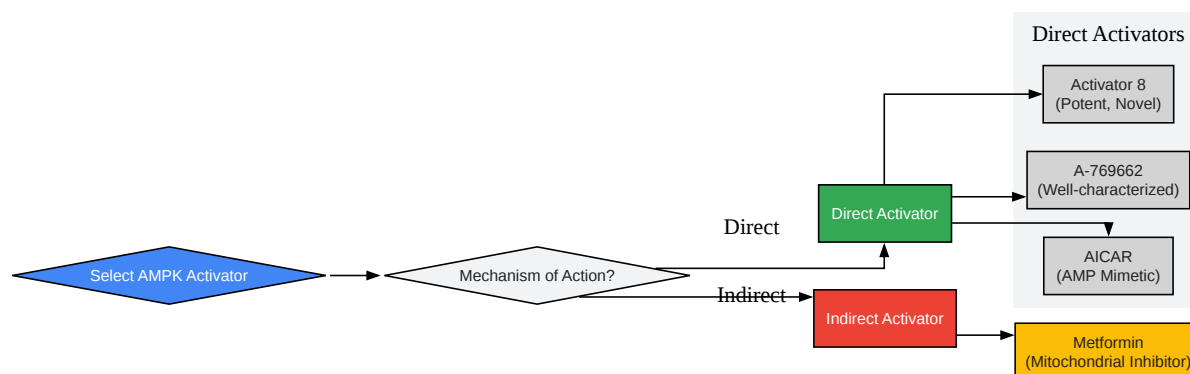 Direct Activators
Activator 8
(Potent, Novel)
A-769662
(Well-characterized)
Direct Activator
Direct
AICAR
(AMP Mimetic)
Select AMPK Activator
Mechanism of Action?
Indirect
Indirect Activator
Metformin
(Mitochondrial Inhibitor)